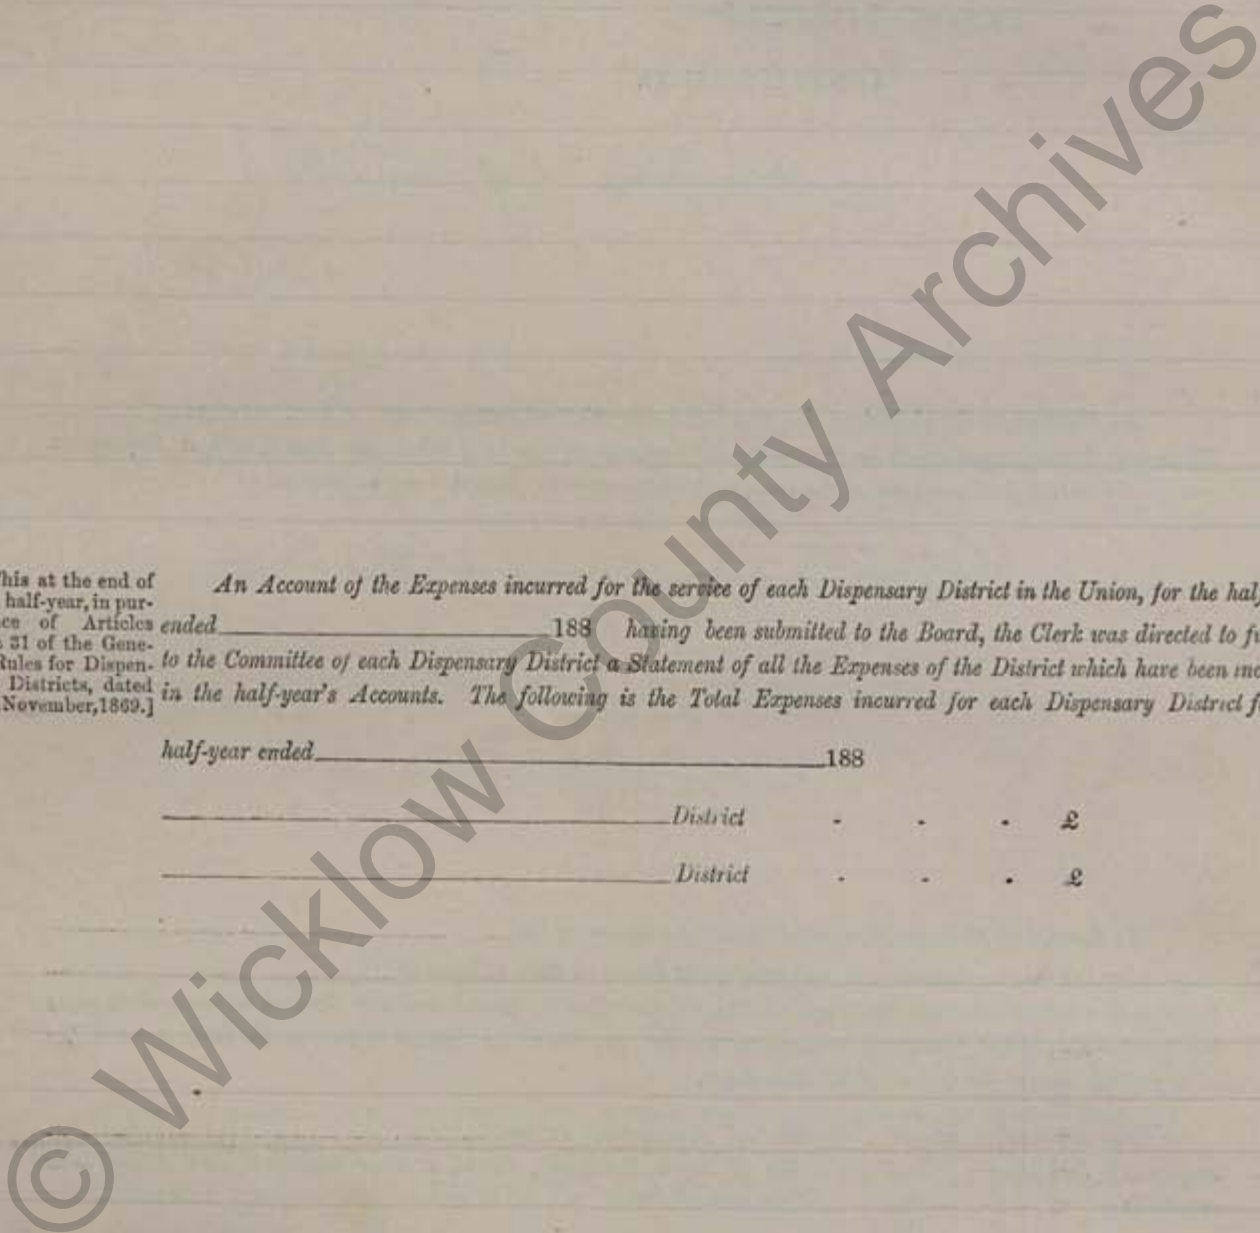 his at the end of
half-year, in pur-
ce of Articles
31 of the Gene-
Rules for Dispen-
Districts, dated
November, 1869.]
An Account of the Expenses incurred for the service of each Dispensary District in the Union, for the hal
ended 188 having been submitted to the Board, the Clerk was directed to fu
to the Committee of each Dispensary District a Statement of all the Expenses of the District which have been
in the half-year's Accounts. The following is the Total Expenses incurred for each Dispensary District f
half-year ended 188
District - - - £
District - - - £
© Wicklow County Archives